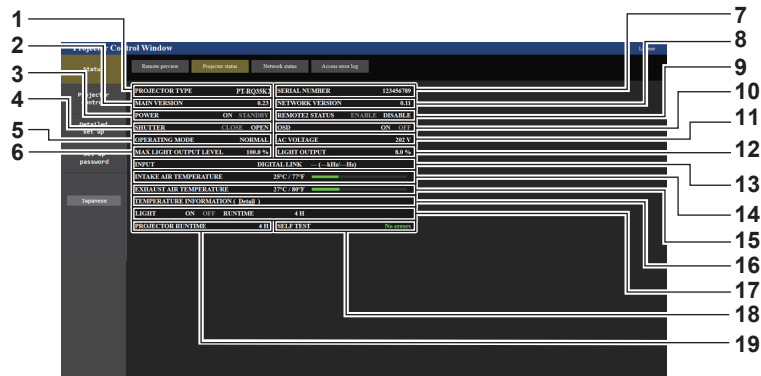 1
2
3
4
5
6
7
8
9
10
11
12
13
14
15
16
17
18
19
Projector Control Window
License
Status
Remote preview
Projector status
Network status
Access error log
Projector control
Detailed set up
Set up password
Japanese
PROJECTOR TYPE PT-RQ35K2
SERIAL NUMBER 123456789
MAIN VERSION 0.23
NETWORK VERSION 0.11
POWER ON STANDBY
REMOTE2 STATUS ENABLE DISABLE
SHUTTER CLOSE OPEN
OSD ON OFF
OPERATING MODE NORMAL
AC VOLTAGE 202 V
MAX LIGHT OUTPUT LEVEL 100.0 %
LIGHT OUTPUT 8.0 %
INPUT DIGITAL LINK --- (---kHz/---Hz)
INTAKE AIR TEMPERATURE 25°C / 77°F
EXHAUST AIR TEMPERATURE 27°C / 80°F
TEMPERATURE INFORMATION ( Detail )
LIGHT ON OFF RUNTIME 4 H
PROJECTOR RUNTIME 4 H
SELF TEST No errors